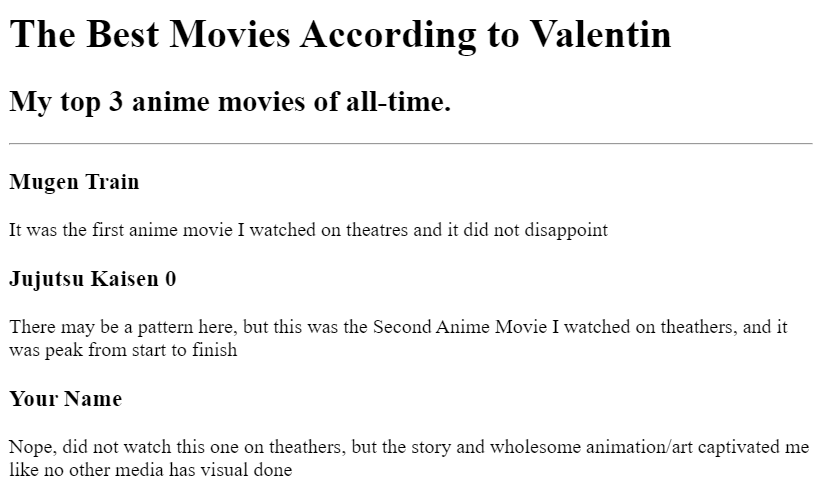 The Best Movies According to Valentin
My top 3 anime movies of all-time.
Mugen Train
It was the first anime movie I watched on theatres and it did not disappoint
Jujutsu Kaisen 0
There may be a pattern here, but this was the Second Anime Movie I watched on theathers, and it
was peak from start to finish
Your Name
Nope, did not watch this one on theathers, but the story and wholesome animation/art captivated me
like no other media has visual done